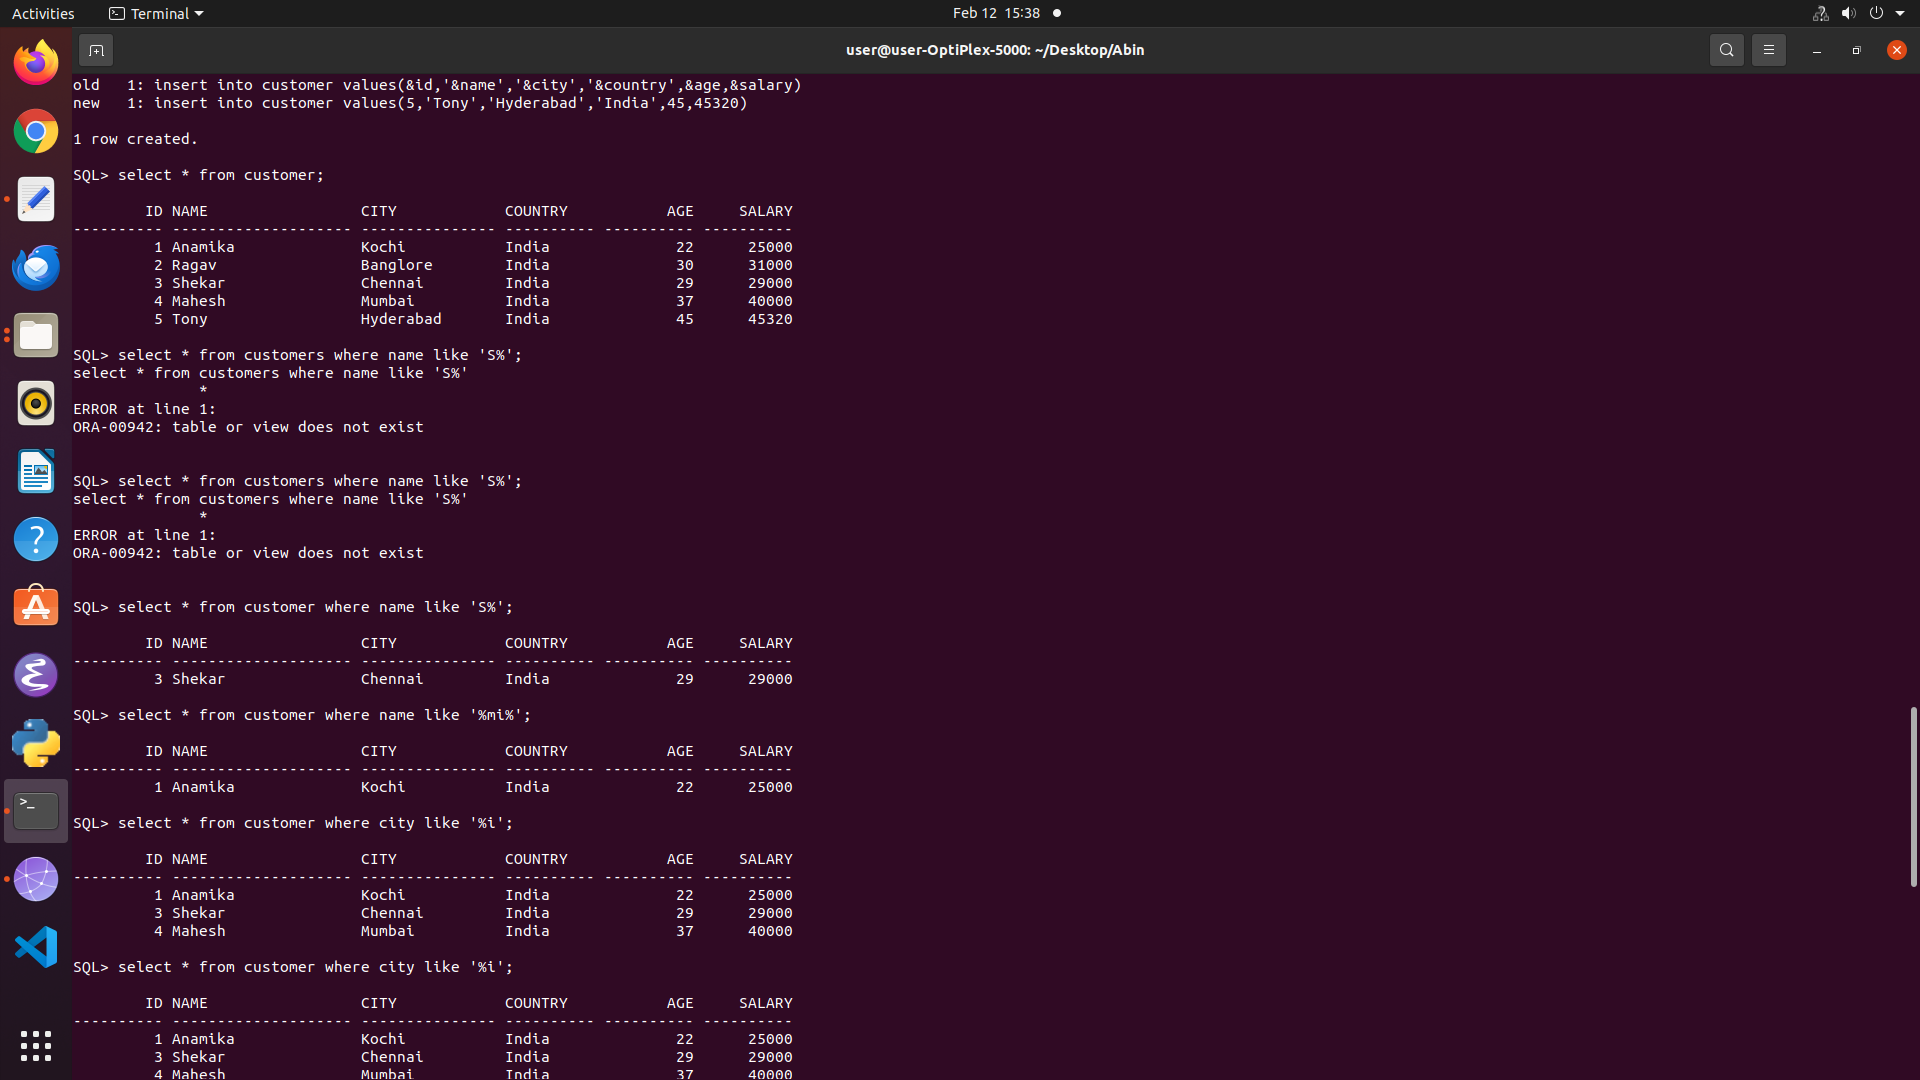 Activities
Terminal
Feb 12 15:38
user@user-OptiPlex-5000: ~/Desktop/Abin
old   1: insert into customer values(&id,'&name','&city','&country',&age,&salary)
new   1: insert into customer values(5,'Tony','Hyderabad','India',45,45320)
1 row created.
SQL> select * from customer;
        ID NAME                 CITY            COUNTRY           AGE     SALARY
---------- -------------------- --------------- ---------- ---------- ----------
         1 Anamika              Kochi           India              22      25000
         2 Ragav                Banglore        India              30      31000
         3 Shekar               Chennai         India              29      29000
         4 Mahesh               Mumbai          India              37      40000
         5 Tony                 Hyderabad       India              45      45320
SQL> select * from customers where name like 'S%';
select * from customers where name like 'S%'
              *
ERROR at line 1:
ORA-00942: table or view does not exist
SQL> select * from customers where name like 'S%';
select * from customers where name like 'S%'
              *
ERROR at line 1:
ORA-00942: table or view does not exist
SQL> select * from customer where name like 'S%';
        ID NAME                 CITY            COUNTRY           AGE     SALARY
---------- -------------------- --------------- ---------- ---------- ----------
         3 Shekar               Chennai         India              29      29000
SQL> select * from customer where name like '%mi%';
        ID NAME                 CITY            COUNTRY           AGE     SALARY
---------- -------------------- --------------- ---------- ---------- ----------
         1 Anamika              Kochi           India              22      25000
SQL> select * from customer where city like '%i';
        ID NAME                 CITY            COUNTRY           AGE     SALARY
---------- -------------------- --------------- ---------- ---------- ----------
         1 Anamika              Kochi           India              22      25000
         3 Shekar               Chennai         India              29      29000
         4 Mahesh               Mumbai          India              37      40000
SQL> select * from customer where city like '%i';
        ID NAME                 CITY            COUNTRY           AGE     SALARY
---------- -------------------- --------------- ---------- ---------- ----------
         1 Anamika              Kochi           India              22      25000
         3 Shekar               Chennai         India              29      29000
         4 Mahesh               Mumbai          India              37      40000